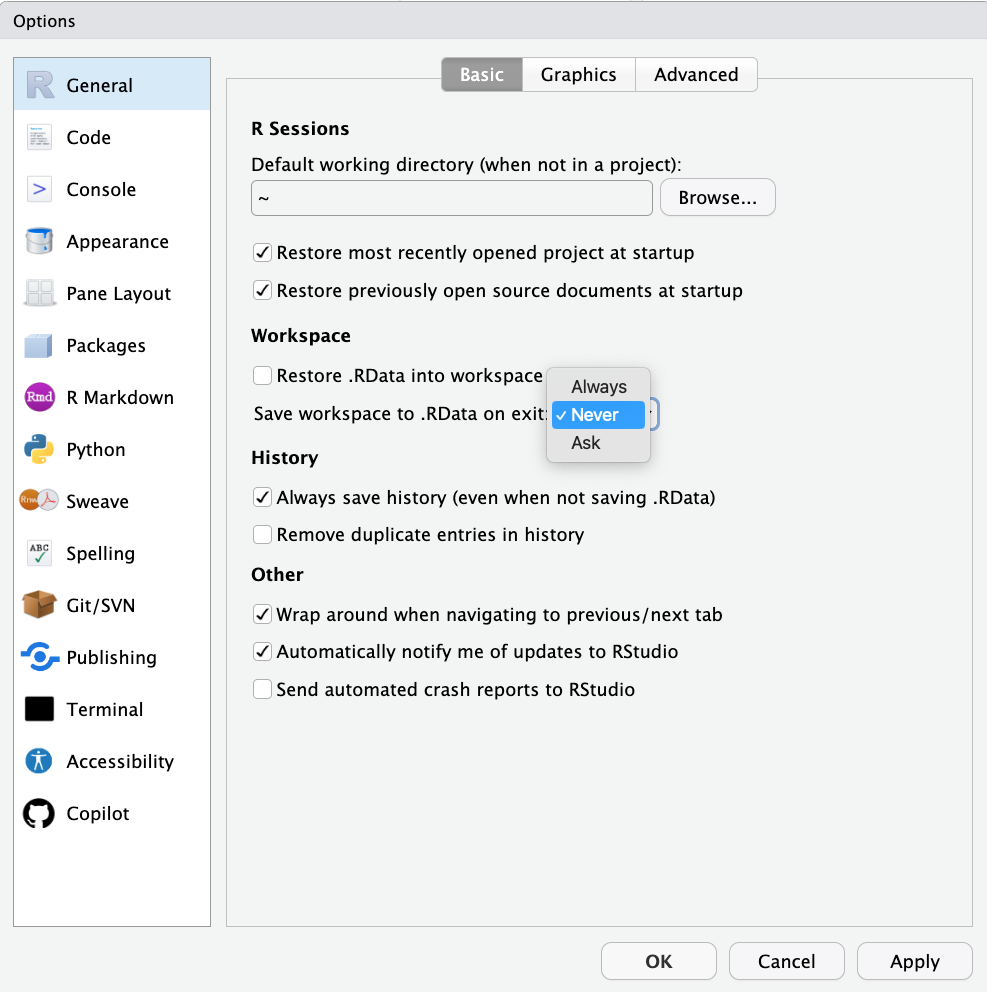 Options
General
Code
Console
Appearance
Pane Layout
Packages
Rmd R Markdown
Python
Rnw Sweave
ABC Spelling
Git/SVN
Publishing
Terminal
Accessibility
Copilot
Basic Graphics Advanced
R Sessions
Default working directory (when not in a project):
~ Browse...
Restore most recently opened project at startup
Restore previously open source documents at startup
Workspace
Restore .RData into workspace
Save workspace to .RData on exit:
Always
Never
Ask
History
Always save history (even when not saving .RData)
Remove duplicate entries in history
Other
Wrap around when navigating to previous/next tab
Automatically notify me of updates to RStudio
Send automated crash reports to RStudio
OK Cancel Apply